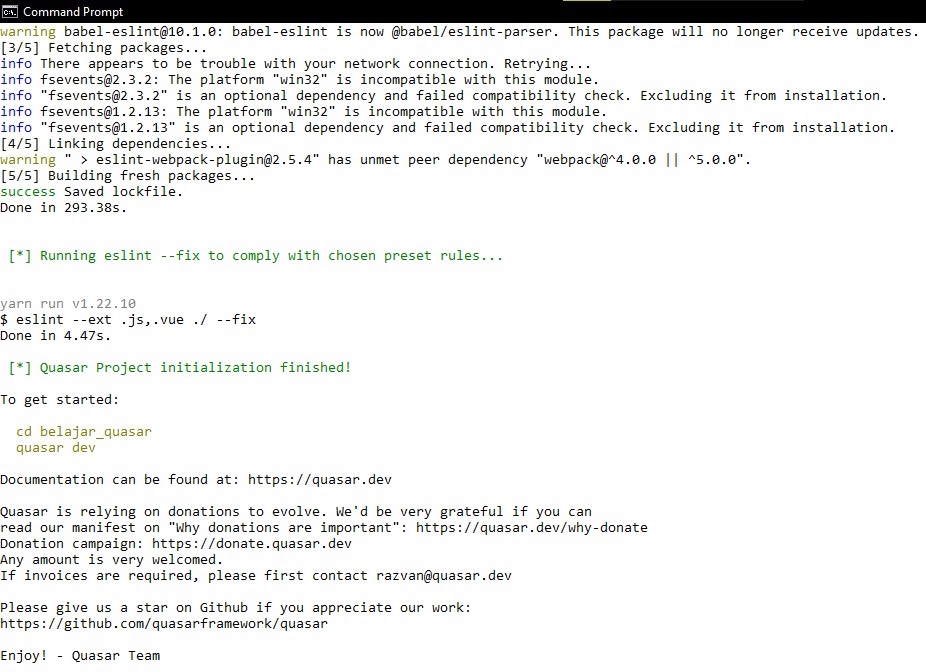 Command Prompt
warning babel-eslint@10.1.0: babel-eslint is now @babel/eslint-parser. This package will no longer receive updates.
[3/5] Fetching packages...
info There appears to be trouble with your network connection. Retrying...
info fsevents@2.3.2: The platform "win32" is incompatible with this module.
info "fsevents@2.3.2" is an optional dependency and failed compatibility check. Excluding it from installation.
info fsevents@1.2.13: The platform "win32" is incompatible with this module.
info "fsevents@1.2.13" is an optional dependency and failed compatibility check. Excluding it from installation.
[4/5] Linking dependencies...
warning " > eslint-webpack-plugin@2.5.4" has unmet peer dependency "webpack@^4.0.0 || ^5.0.0".
[5/5] Building fresh packages...
success Saved lockfile.
Done in 293.38s.
[*] Running eslint --fix to comply with chosen preset rules...
yarn run v1.22.10
$ eslint --ext .js,.vue ./ --fix
Done in 4.47s.
[*] Quasar Project initialization finished!
To get started:
cd belajar_quasar
quasar dev
Documentation can be found at: https://quasar.dev
Quasar is relying on donations to evolve. We'd be very grateful if you can
read our manifest on "Why donations are important": https://quasar.dev/why-donate
Donation campaign: https://donate.quasar.dev
Any amount is very welcomed.
If invoices are required, please first contact razvan@quasar.dev
Please give us a star on Github if you appreciate our work:
https://github.com/quasarframework/quasar
Enjoy! - Quasar Team